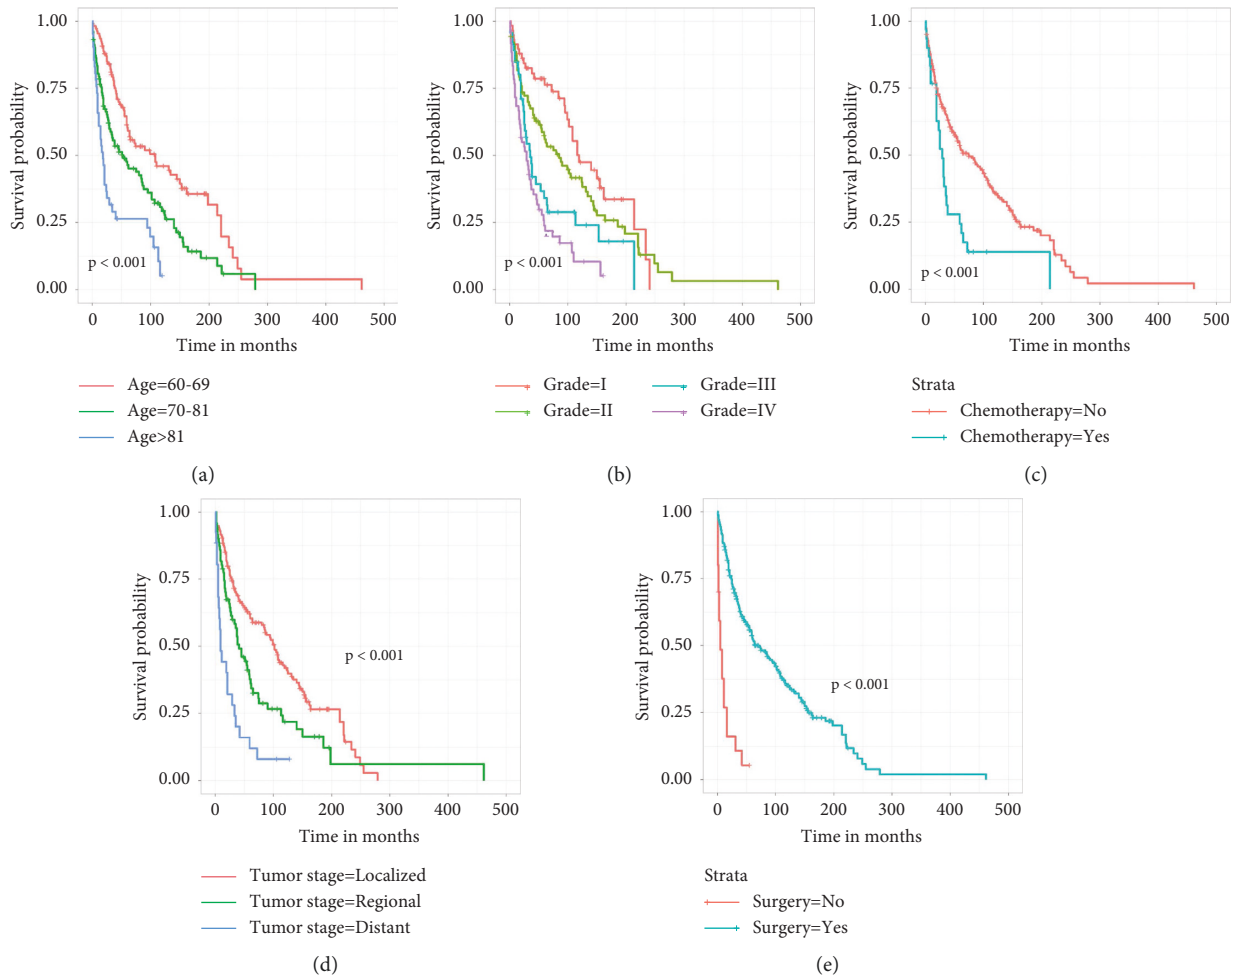 Survival probability
1.00
0.75
0.50
0.25
0.00
p < 0.001
0 100 200 300 400 500
Time in months
Age=60-69
Age=70-81
Age>81
(a)
Survival probability
1.00
0.75
0.50
0.25
0.00
p < 0.001
0 100 200 300 400 500
Time in months
Grade=I Grade=III
Grade=II Grade=IV
(b)
Survival probability
1.00
0.75
0.50
0.25
0.00
p < 0.001
0 100 200 300 400 500
Time in months
Strata
Chemotherapy=No
Chemotherapy=Yes
(c)
Survival probability
1.00
0.75
0.50
0.25
0.00
p < 0.001
0 100 200 300 400 500
Time in months
Tumor stage=Localized
Tumor stage=Regional
Tumor stage=Distant
(d)
Survival probability
1.00
0.75
0.50
0.25
0.00
p < 0.001
0 100 200 300 400 500
Time in months
Strata
Surgery=No
Surgery=Yes
(e)